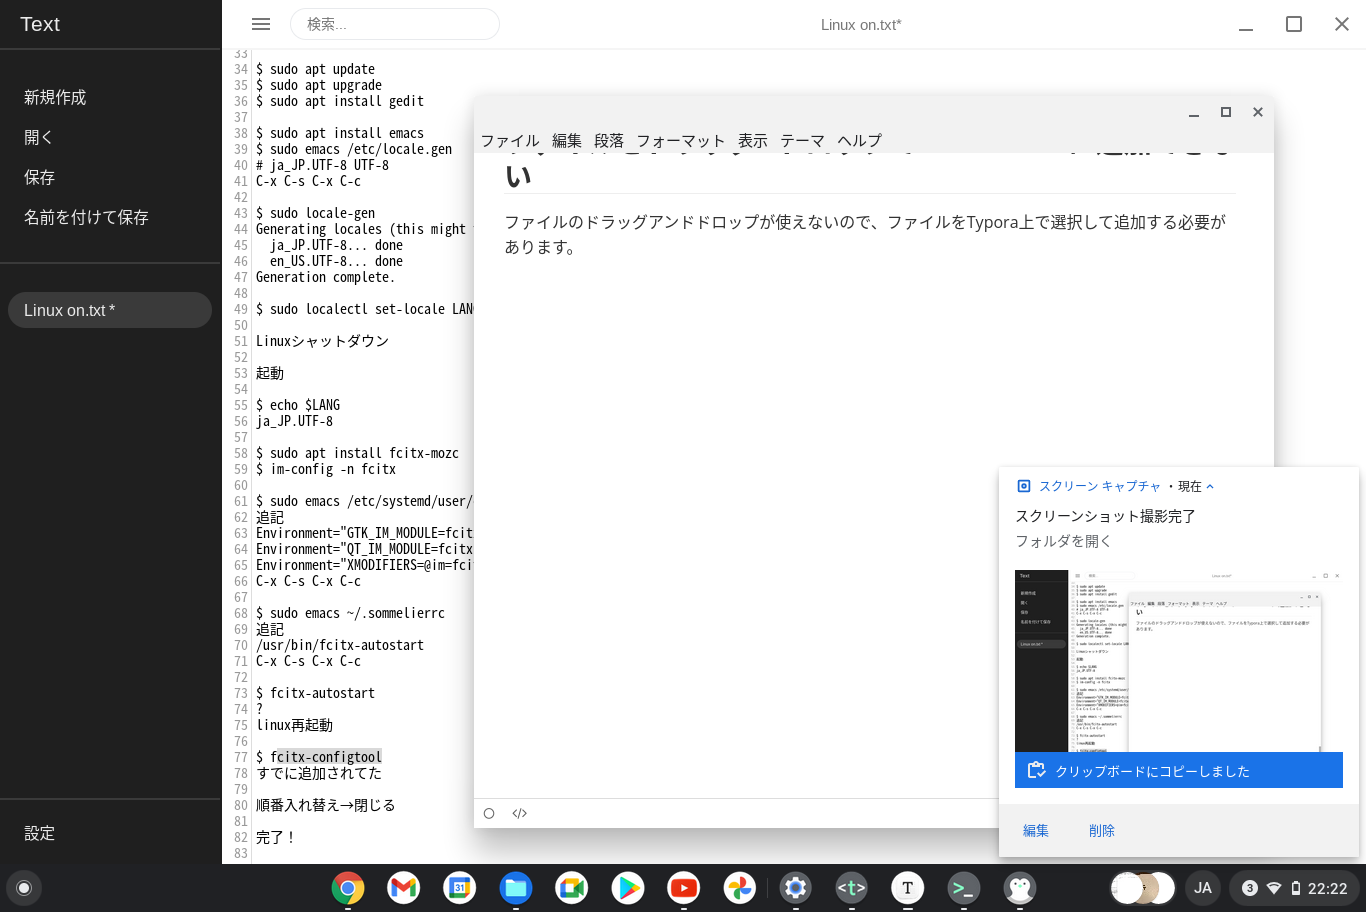 Text
検索...
Linux on.txt*
新規作成
開く
保存
名前を付けて保存
Linux on.txt *
設定
33
34 $ sudo apt update
35 $ sudo apt upgrade
36 $ sudo apt install gedit
37
38 $ sudo apt install emacs
39 $ sudo emacs /etc/locale.gen
40 # ja_JP.UTF-8 UTF-8
41 C-x C-s C-x C-c
42
43 $ sudo locale-gen
44 Generating locales (this might
45 ja_JP.UTF-8... done
46 en_US.UTF-8... done
47 Generation complete.
48
49 $ sudo localectl set-locale LAN
50
51 Linuxシャットダウン
52
53 起動
54
55 $ echo $LANG
56 ja_JP.UTF-8
57
58 $ sudo apt install fcitx-mozc
59 $ im-config -n fcitx
60
61 $ sudo emacs /etc/systemd/user/
62 追記
63 Environment="GTK_IM_MODULE=fcit
64 Environment="QT_IM_MODULE=fcitx
65 Environment="XMODIFIERS=@im=fci
66 C-x C-s C-x C-c
67
68 $ sudo emacs ~/.sommelierrc
69 追記
70 /usr/bin/fcitx-autostart
71 C-x C-s C-x C-c
72
73 $ fcitx-autostart
74 ?
75 linux再起動
76
77 $ fcitx-configtool
78 すでに追加されてた
79
80 順番入れ替え→閉じる
81
82 完了！
83
ファイル 編集 段落 フォーマット 表示 テーマ ヘルプ
い
ファイルのドラッグアンドドロップが使えないので、ファイルをTypora上で選択して追加する必要が
あります。
</>
スクリーン キャプチャ ・現在
スクリーンショット撮影完了
フォルダを開く
クリップボードにコピーしました
編集 削除
31
<t>
T
>_
JA
3
22:22